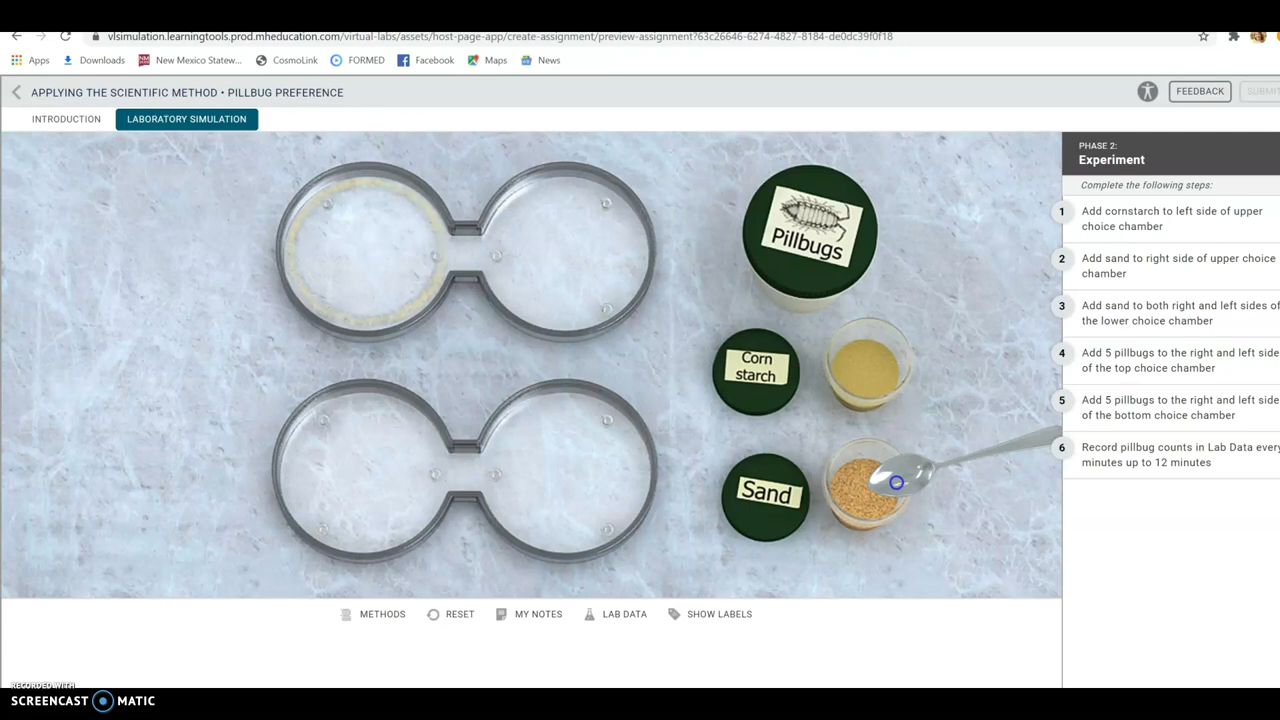 vlsimulation.learningtools.prod.mheducation.com/virtual-labs/assets/host-page-app/create-assignment/preview-assignment?63c26646-6274-4827-8184-de0dc39f0f18
Apps Downloads New Mexico Statew... CosmoLink FORMED Facebook Maps News
APPLYING THE SCIENTIFIC METHOD • PILLBUG PREFERENCE
FEEDBACK
SUBMIT
INTRODUCTION
LABORATORY SIMULATION
Pillbugs
Corn
starch
Sand
PHASE 2:
Experiment
Complete the following steps:
1 Add cornstarch to left side of upper
choice chamber
2 Add sand to right side of upper choice
chamber
3 Add sand to both right and left sides of
the lower choice chamber
4 Add 5 pillbugs to the right and left side
of the top choice chamber
5 Add 5 pillbugs to the right and left side
of the bottom choice chamber
6 Record pillbug counts in Lab Data every
minutes up to 12 minutes
METHODS RESET MY NOTES LAB DATA SHOW LABELS
RECORDED WITH
SCREENCAST MATIC